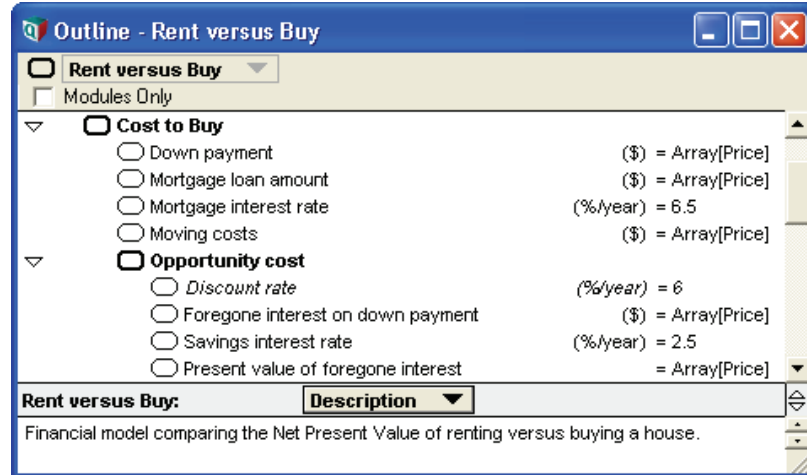 Outline - Rent versus Buy
Rent versus Buy
Modules Only
Cost to Buy
Down payment ($) = Array[Price]
Mortgage loan amount ($) = Array[Price]
Mortgage interest rate (%/year) = 6.5
Moving costs ($) = Array[Price]
Opportunity cost
Discount rate (%/year) = 6
Foregone interest on down payment ($) = Array[Price]
Savings interest rate (%/year) = 2.5
Present value of foregone interest = Array[Price]
Rent versus Buy: Description
Financial model comparing the Net Present Value of renting versus buying a house.